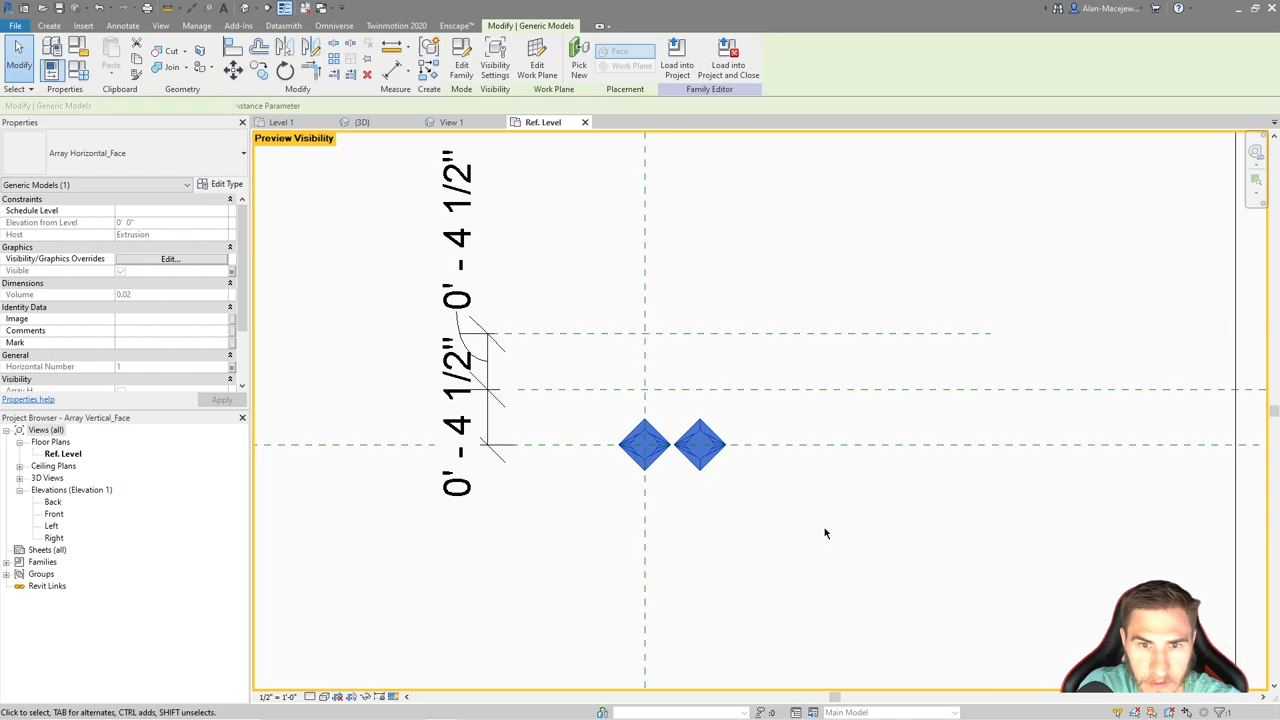 Alan-Macejew...
File
Create
Insert
Annotate
View
Manage
Add-Ins
Datasmith
Omniverse
Twinmotion 2020
Enscape™
Modify | Generic Models
Modify
Paste
Cut
Join
Edit Family
Visibility Settings
Edit Work Plane
Pick New
Face
Work Plane
Load into Project
Load into Project and Close
Select
Properties
Clipboard
Geometry
Modify
Measure
Create
Mode
Visibility
Work Plane
Placement
Family Editor
Modify | Generic Models
nstance Parameter
Properties
Level 1
{3D}
View 1
Ref. Level
Preview Visibility
Array Horizontal_Face
Generic Models (1)
Edit Type
Constraints
Schedule Level
Elevation from Level 0' 0"
Host Extrusion
Graphics
Visibility/Graphics Overrides Edit...
Visible
Dimensions
Volume 0.02
Identity Data
Image
Comments
Mark
General
Horizontal Number 1
Visibility
Array H
Properties help
Apply
Project Browser - Array Vertical_Face
Views (all)
Floor Plans
Ref. Level
Ceiling Plans
3D Views
Elevations (Elevation 1)
Back
Front
Left
Right
Sheets (all)
Families
Groups
Revit Links
0' - 4 1/2"
0' - 4 1/2"
1/2" = 1'-0"
Click to select, TAB for alternates, CTRL adds, SHIFT unselects.
:0
Main Model
:1